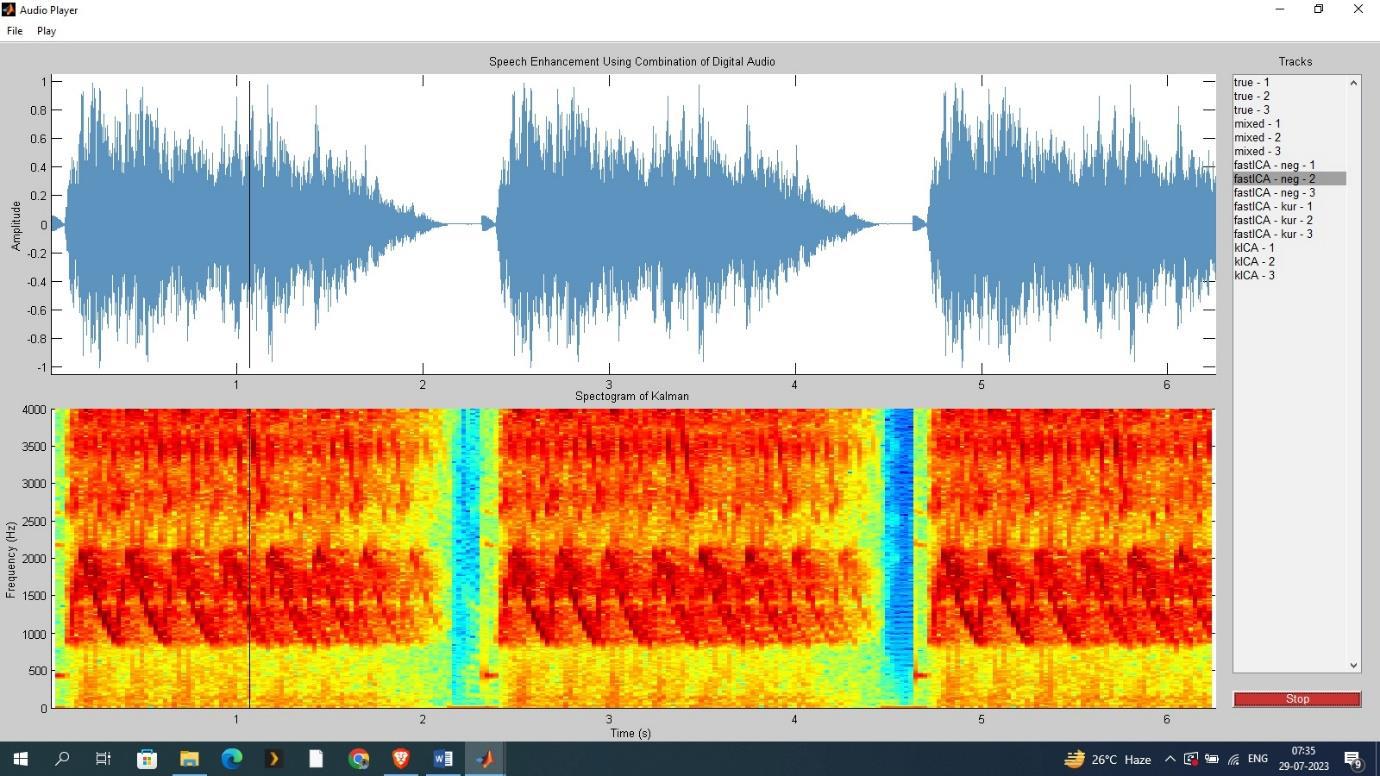 Audio Player
File Play
Speech Enhancement Using Combination of Digital Audio
Tracks
Amplitude
1
0.8
0.6
0.4
0.2
0
-0.2
-0.4
-0.6
-0.8
-1
1 2 3 4 5 6
true - 1
true - 2
true - 3
mixed - 1
mixed - 2
mixed - 3
fastICA - neg - 1
fastICA - neg - 2
fastICA - neg - 3
fastICA - kur - 1
fastICA - kur - 2
fastICA - kur - 3
kICA - 1
kICA - 2
kICA - 3
Spectogram of Kalman
Frequency (Hz)
4000
3500
3000
2500
2000
1500
1000
500
0
1 2 3 4 5 6
Time (s)
Stop
26°C Haze
ENG
07:35
29-07-2023
9